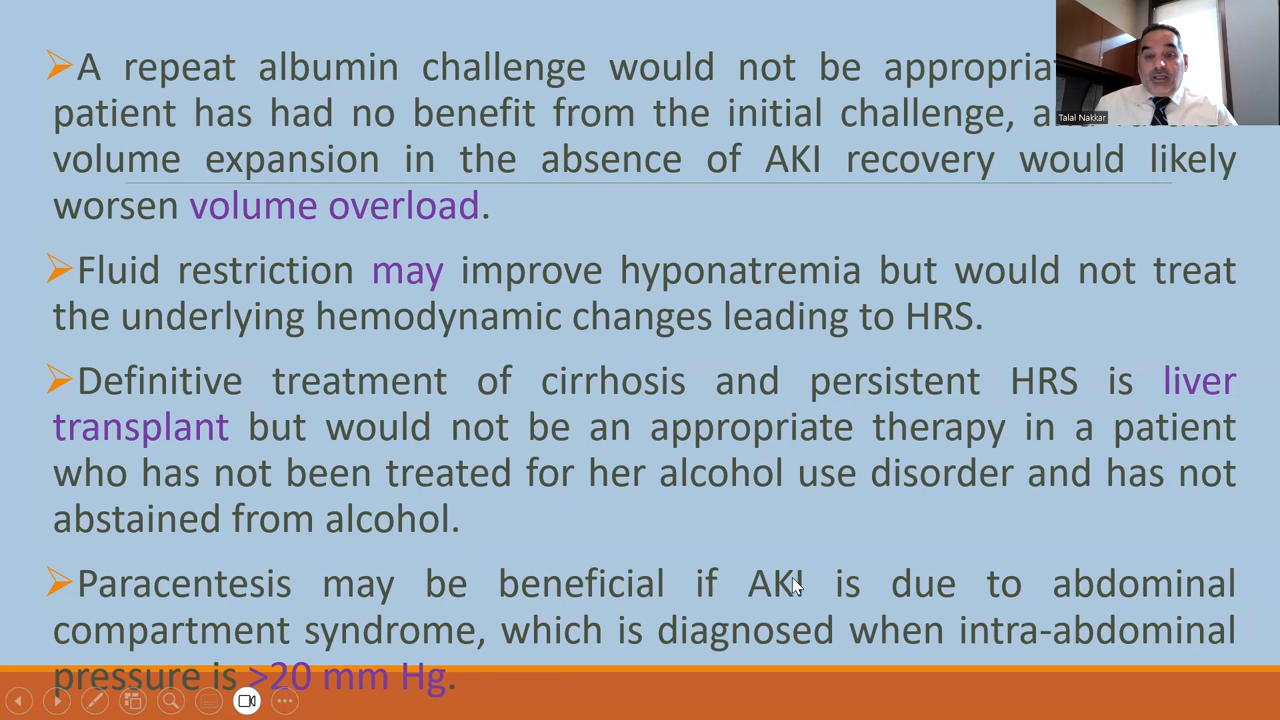 A repeat albumin challenge would not be
patient has had no benefit from the initial challenge,
volume expansion in the absence of AKI recovery would likely
worsen volume overload.
Fluid restriction may improve hyponatremia but would not treat
the underlying hemodynamic changes leading to HRS.
Definitive treatment of cirrhosis and persistent HRS is liver
transplant but would not be an appropriate therapy in a patient
who has not been treated for her alcohol use disorder and has not
abstained from alcohol.
Paracentesis may be beneficial if AKI is due to abdominal
compartment syndrome, which is diagnosed when intra-abdominal
pressure is >20 mm Hg.
Talal Nakkar